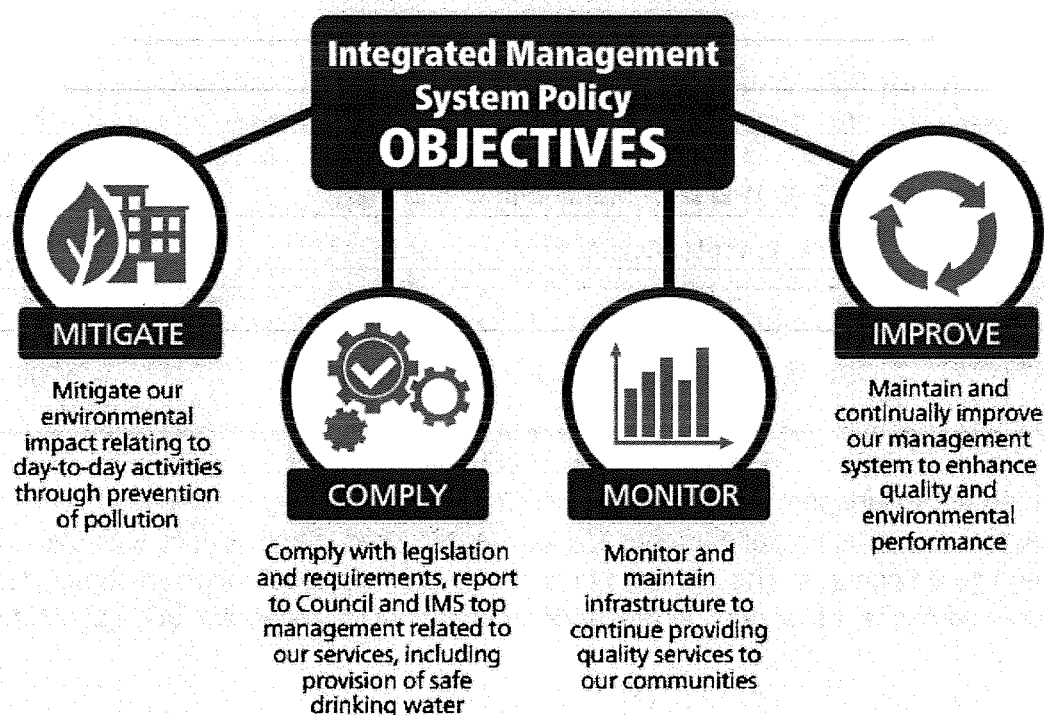 Integrated Management
System Policy
OBJECTIVES
MITIGATE
Mitigate our
environmental
impact relating to
day-to-day activities
through prevention
of pollution
COMPLY
Comply with legislation
and requirements, report
to Council and IMS top
management related to
our services, including
provision of safe
drinking water
MONITOR
Monitor and
maintain
infrastructure to
continue providing
quality services to
our communities
IMPROVE
Maintain and
continually improve
our management
system to enhance
quality and
environmental
performance